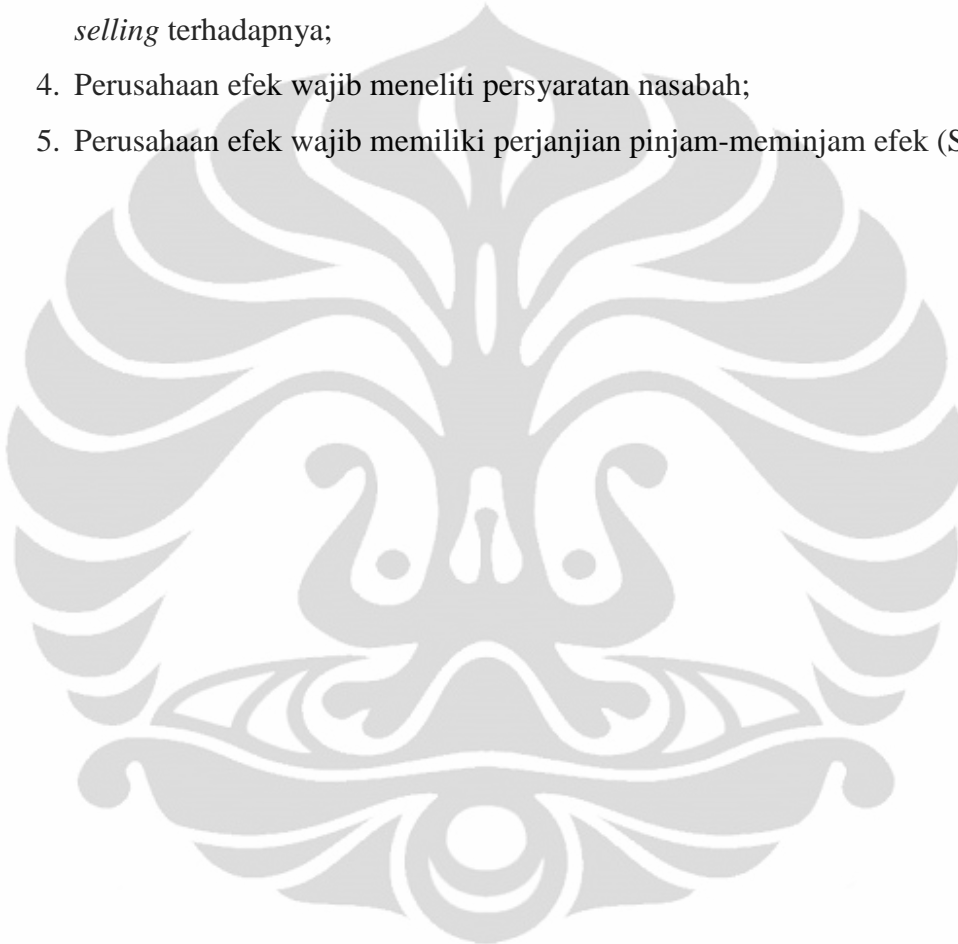 selling terhadapnya;
4. Perusahaan efek wajib meneliti persyaratan nasabah;
5. Perusahaan efek wajib memiliki perjanjian pinjam-meminjam efek (S